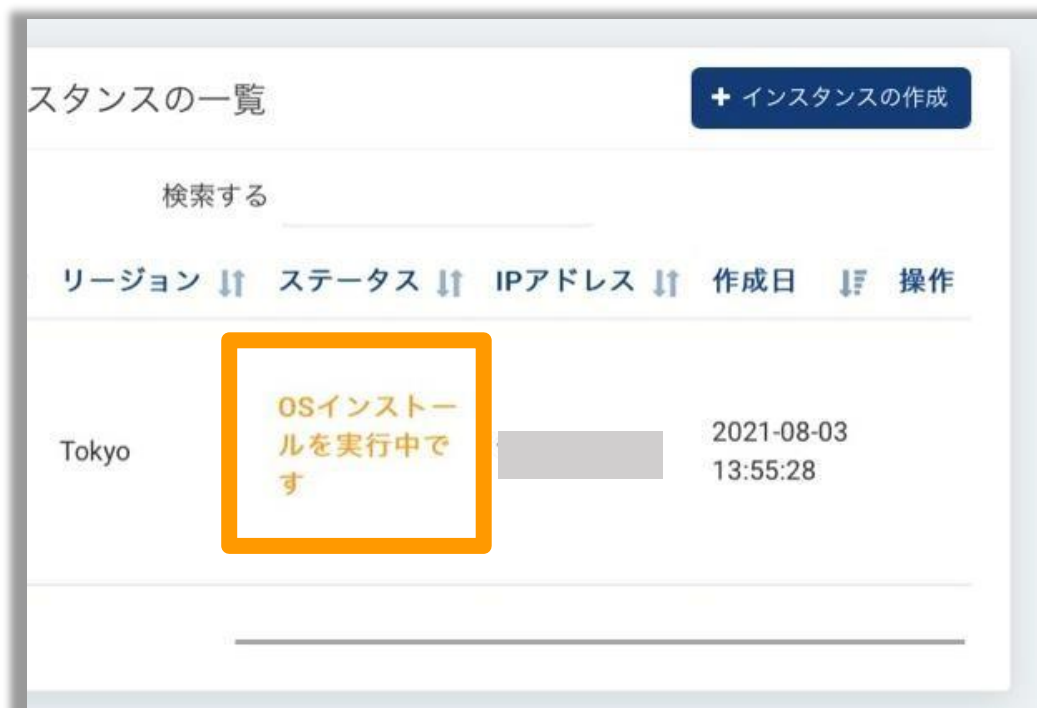 スタンスの一覧
+ インスタンスの作成
検索する
リージョン ステータス IPアドレス 作成日 操作
OSインストー
ルを実行中で
す
Tokyo
2021-08-03
13:55:28